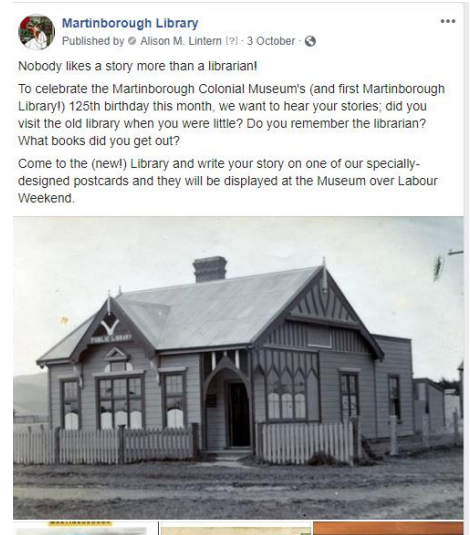 Martinborough Library
Published by Alison M. Lintern [?] · 3 October ·
Nobody likes a story more than a librarian!
To celebrate the Martinborough Colonial Museum's (and first Martinborough
Library!) 125th birthday this month, we want to hear your stories; did you
visit the old library when you were little? Do you remember the librarian?
What books did you get out?
Come to the (new!) Library and write your story on one of our specially-
designed postcards and they will be displayed at the Museum over Labour
Weekend.
PUBLIC LIBRARY
MARTINBOROUGH